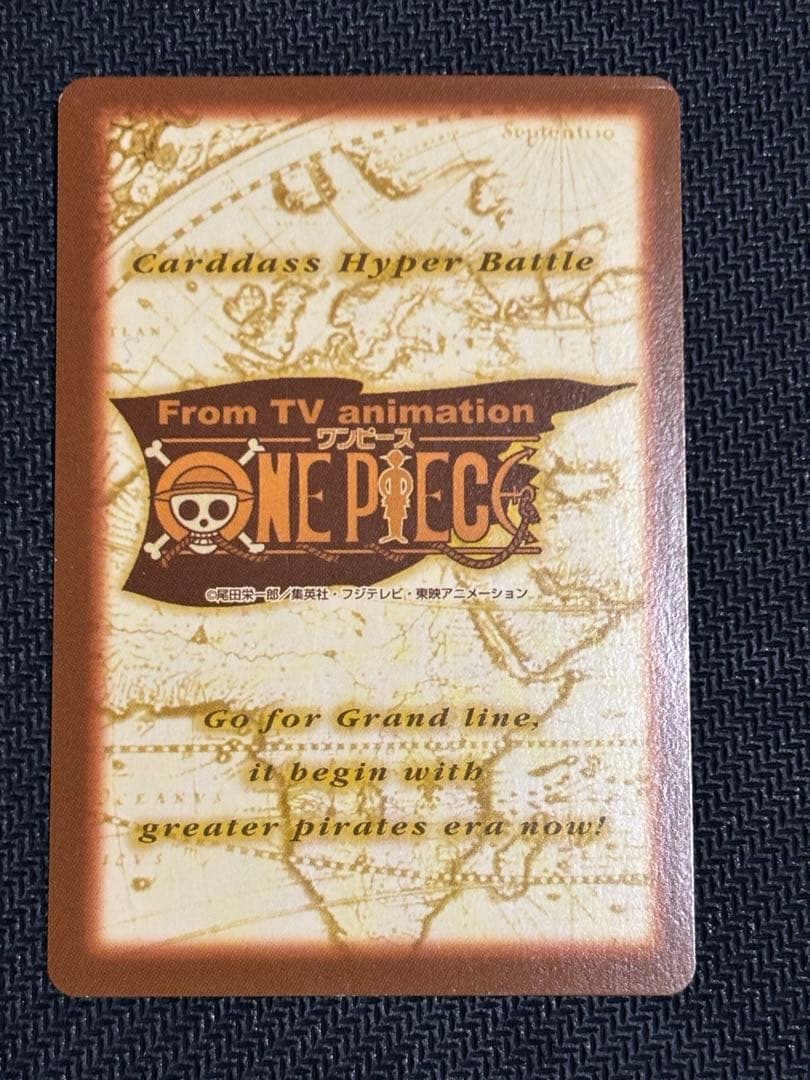 Septentrio
Carddass Hyper Battle
From TV animation
ワンピース
ONE PIECE
©尾田栄一郎／集英社・フジテレビ・東映アニメーション
Go for Grand line,
it begin with
greater pirates era now!